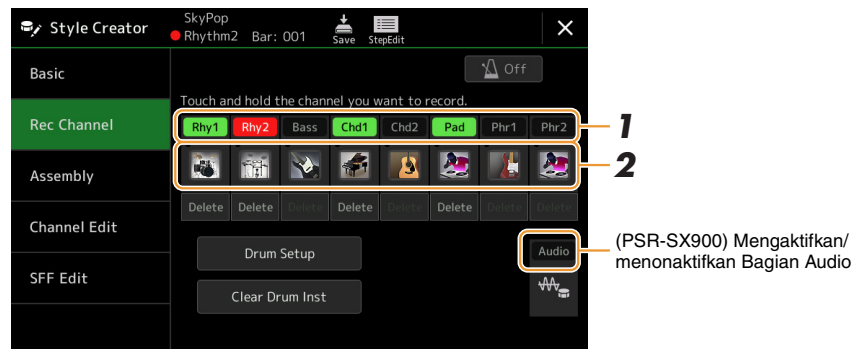 Style Creator
SkyPop
Rhythm2 Bar: 001
Save
StepEdit
Basic
Off
Touch and hold the channel you want to record.
Rec Channel
Rhy1 Rhy2 Bass Chd1 Chd2 Pad Phr1 Phr2
1
2
Assembly
Delete Delete Delete Delete Delete Delete Delete Delete
Channel Edit
Drum Setup
Audio
(PSR-SX900) Mengaktifkan/
menonaktifkan Bagian Audio
SFF Edit
Clear Drum Inst